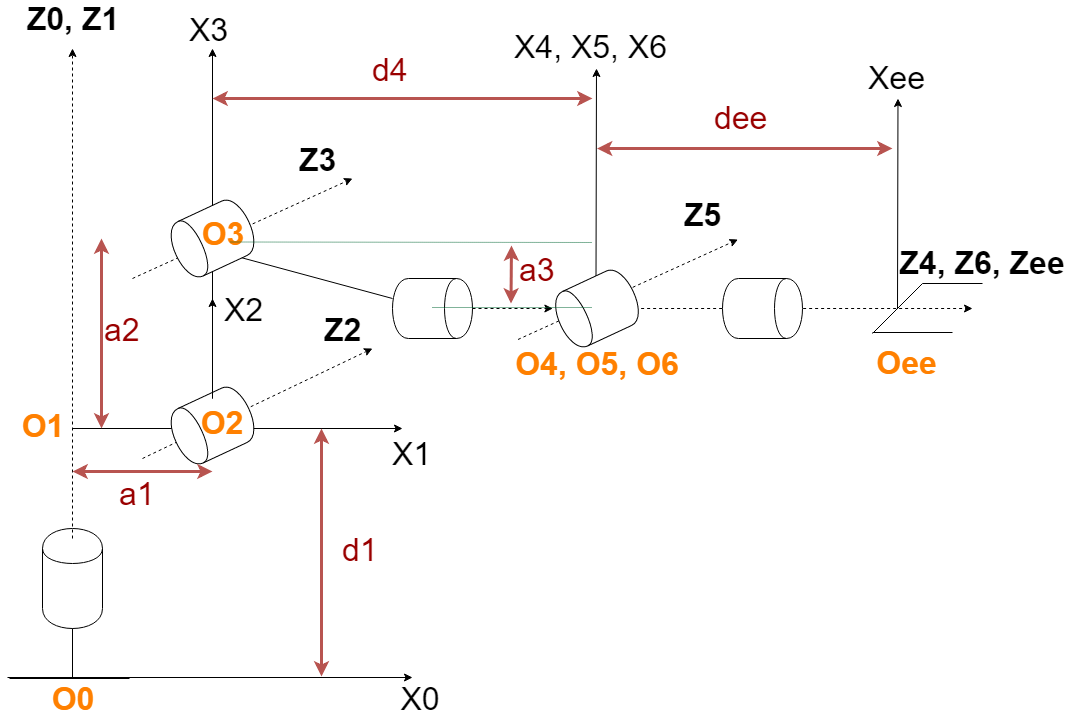 Z0, Z1
X3
X4, X5, X6
d4
Xee
dee
Z3
Z5
O3
a3
Z4, Z6, Zee
X2
a2
Z2
O4, O5, O6
Oee
O1
O2
X1
a1
d1
O0
X0